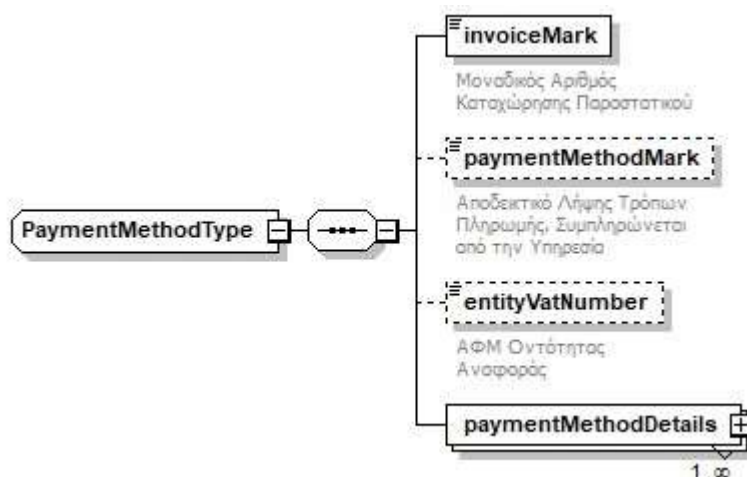 invoiceMark
Μοναδικός Αριθμός
Καταχώρησης Παραστατικού
paymentMethodMark
Αποδεικτικό Λήψης Τρόπων
Πληρωμής, Συμπληρώνεται
από την Υπηρεσία
PaymentMethodType
entityVatNumber
ΑΦΜ Οντότητας
Αναφοράς
paymentMethodDetails
1..∞